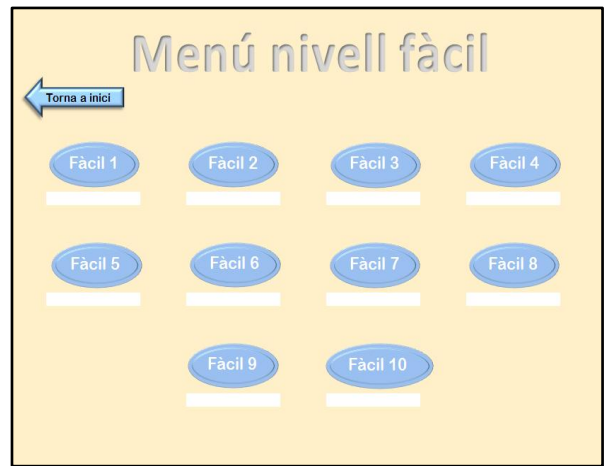 Menú nivell fàcil
Torna a inici
Fàcil 1
Fàcil 2
Fàcil 3
Fàcil 4
Fàcil 5
Fàcil 6
Fàcil 7
Fàcil 8
Fàcil 9
Fàcil 10